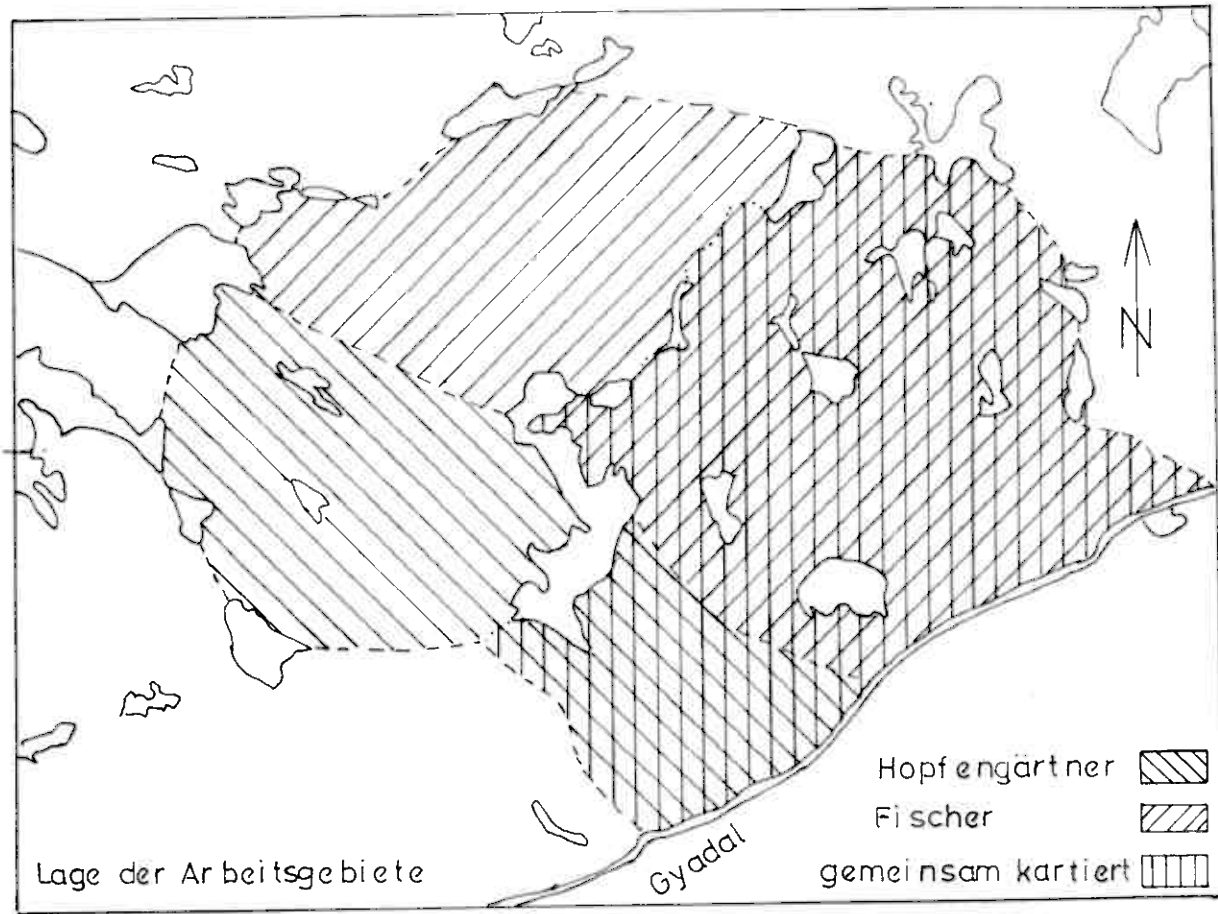 N
Hopfengärtner
Fischer
gemeinsam kartiert
Lage der Arbeitsgebiete
Gyadal